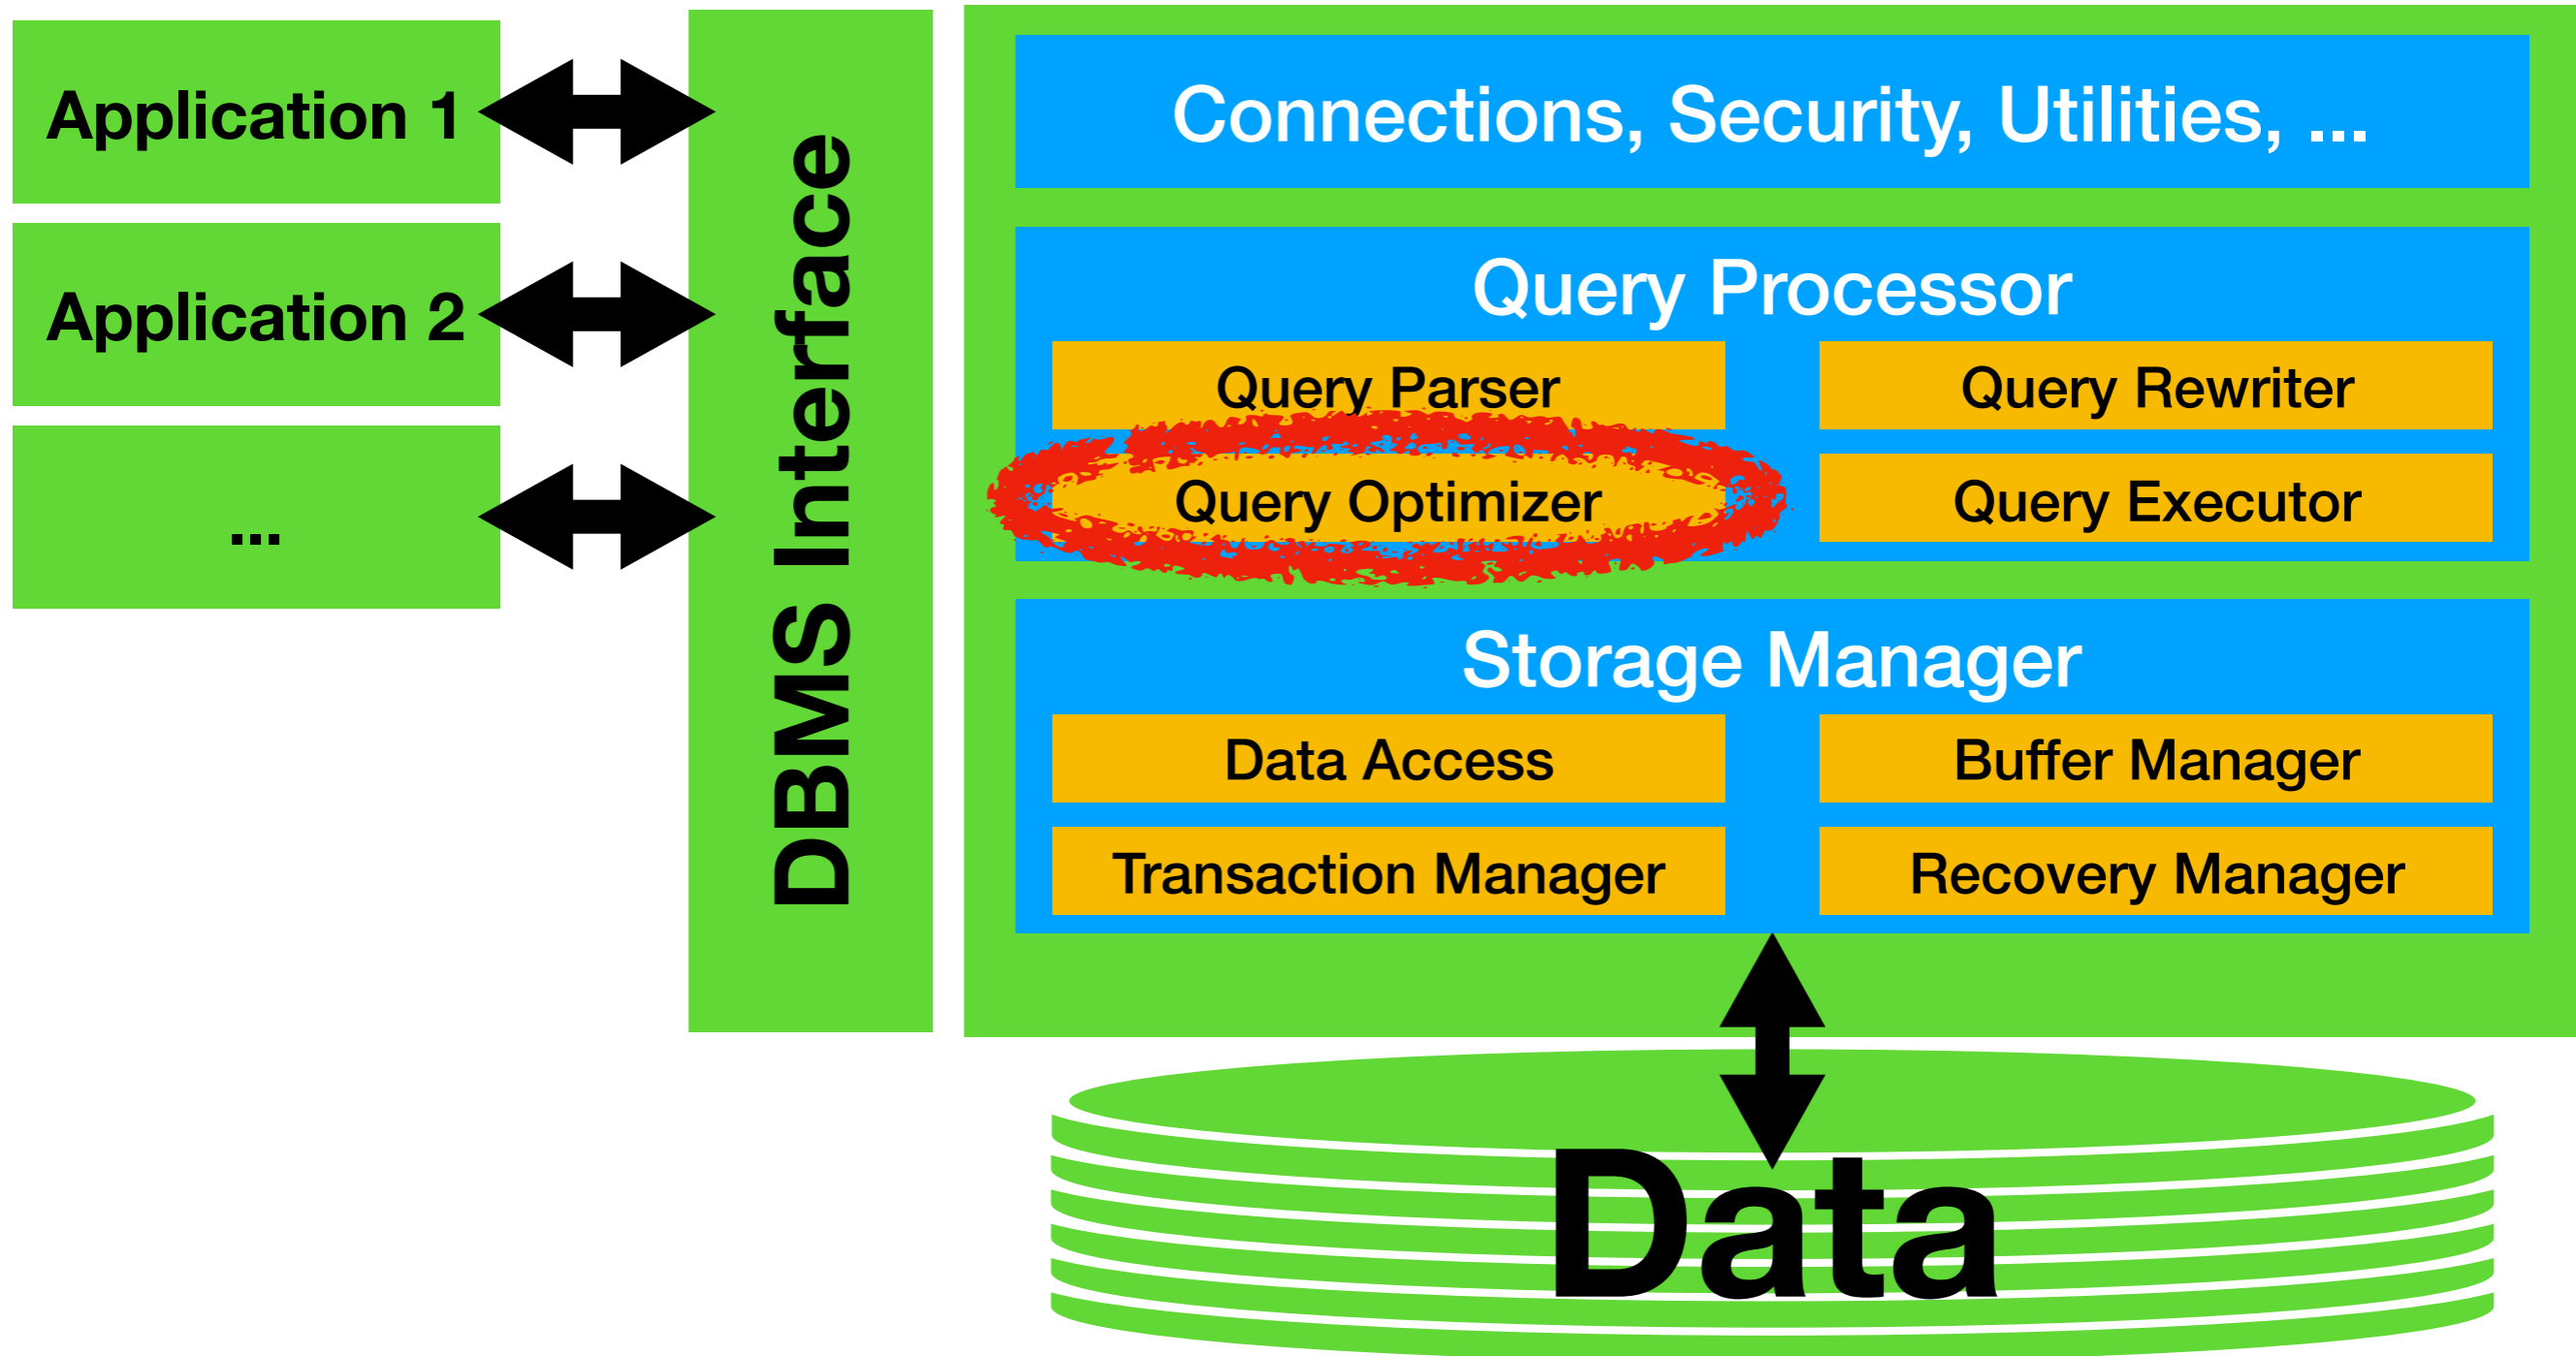 Application 1
Application 2
...
DBMS Interface
Connections, Security, Utilities, ...
Query Processor
Query Parser
Query Rewriter
Query Optimizer
Query Executor
Storage Manager
Data Access
Buffer Manager
Transaction Manager
Recovery Manager
Data